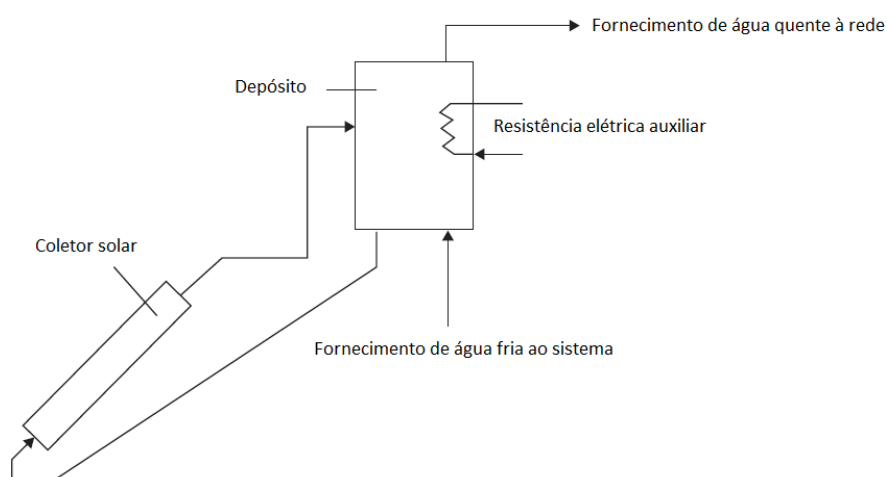 Fornecimento de água quente à rede
Depósito
Resistência elétrica auxiliar
Coletor solar
Fornecimento de água fria ao sistema